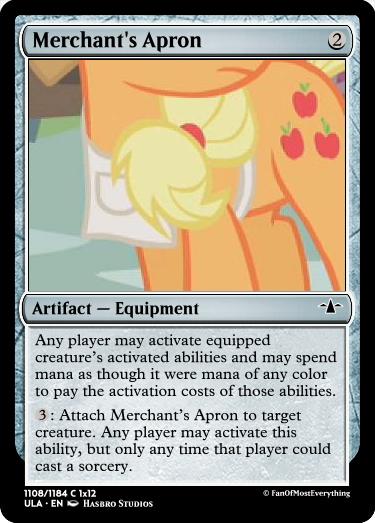 Merchant's Apron 2
Artifact — Equipment
Any player may activate equipped
creature's activated abilities and may spend
mana as though it were mana of any color
to pay the activation costs of those abilities.
3: Attach Merchant's Apron to target
creature. Any player may activate this
ability, but only any time that player could
cast a sorcery.
1108/1184 C 1x12
ULA • EN Hasbro Studios
© FanOfMostEverything